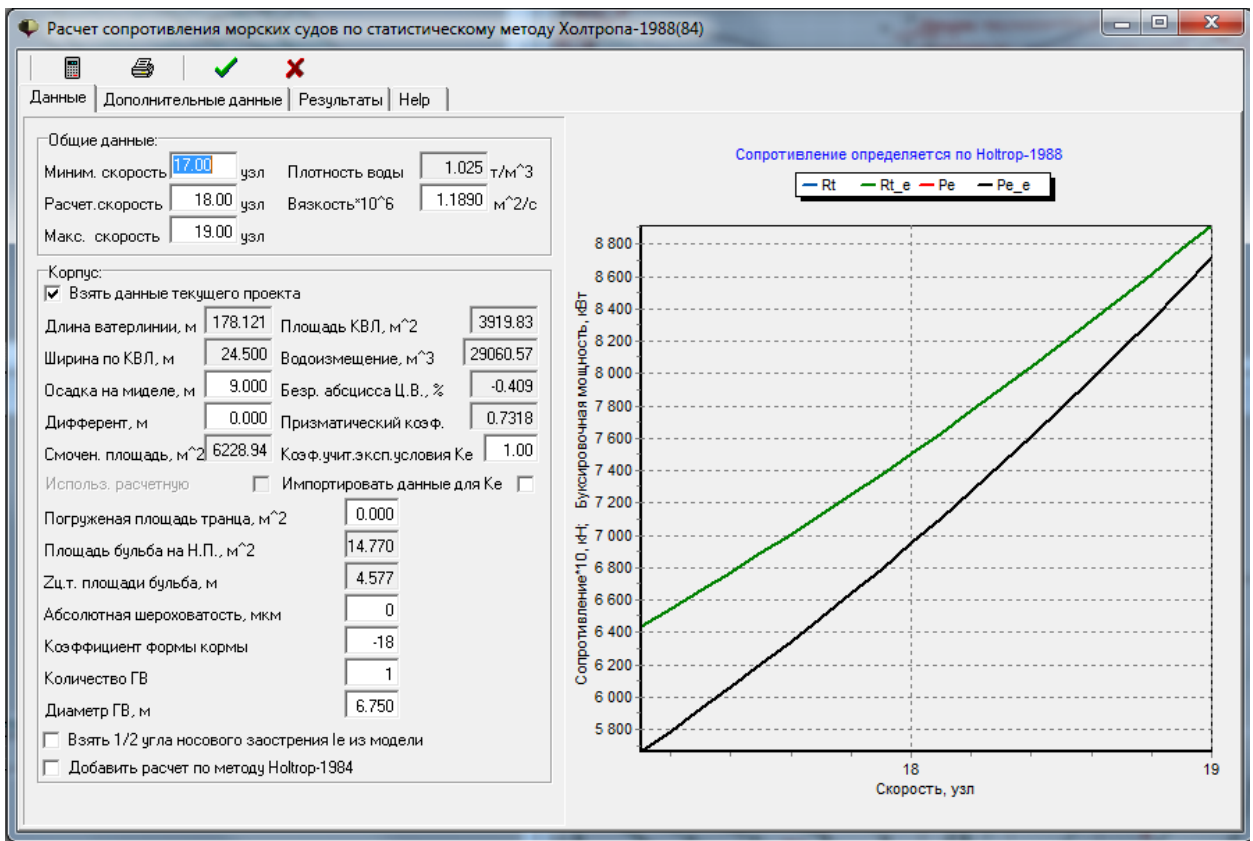 Расчет сопротивления морских судов по статистическому методу Холтропа-1988(84)
Данные Дополнительные данные Результаты Help
Общие данные:
Миним. скорость 17.00 узл Плотность воды 1.025 т/м^3
Расчет.скорость 18.00 узл Вязкость*10^6 1.1890 м^2/с
Макс. скорость 19.00 узл
Корпус:
Взять данные текущего проекта
Длина ватерлинии, м 178.121 Площадь КВЛ, м^2 3919.83
Ширина по КВЛ, м 24.500 Водоизмещение, м^3 29060.57
Осадка на миделе, м 9.000 Безр. абсцисса Ц.В., % -0.409
Дифферент, м 0.000 Призматический коэф. 0.7318
Смочен. площадь, м^2 6228.94 Коэф.учит.эксп.условия Ke 1.00
Использ. расчетную Импортировать данные для Ke
Погруженая площадь транца, м^2 0.000
Площадь бульба на Н.П., м^2 14.770
Zц.т. площади бульба, м 4.577
Абсолютная шероховатость, мкм 0
Коэффициент формы кормы -18
Количество ГВ 1
Диаметр ГВ, м 6.750
Взять 1/2 угла носового заострения Ie из модели
Добавить расчет по методу Holtrop-1984
Сопротивление определяется по Holtrop-1988
Rt Rt_e Pe Pe_e
Сопротивление*10, кН; Буксировочная мощность, кВт
8 800
8 600
8 400
8 200
8 000
7 800
7 600
7 400
7 200
7 000
6 800
6 600
6 400
6 200
6 000
5 800
18 19
Скорость, узл